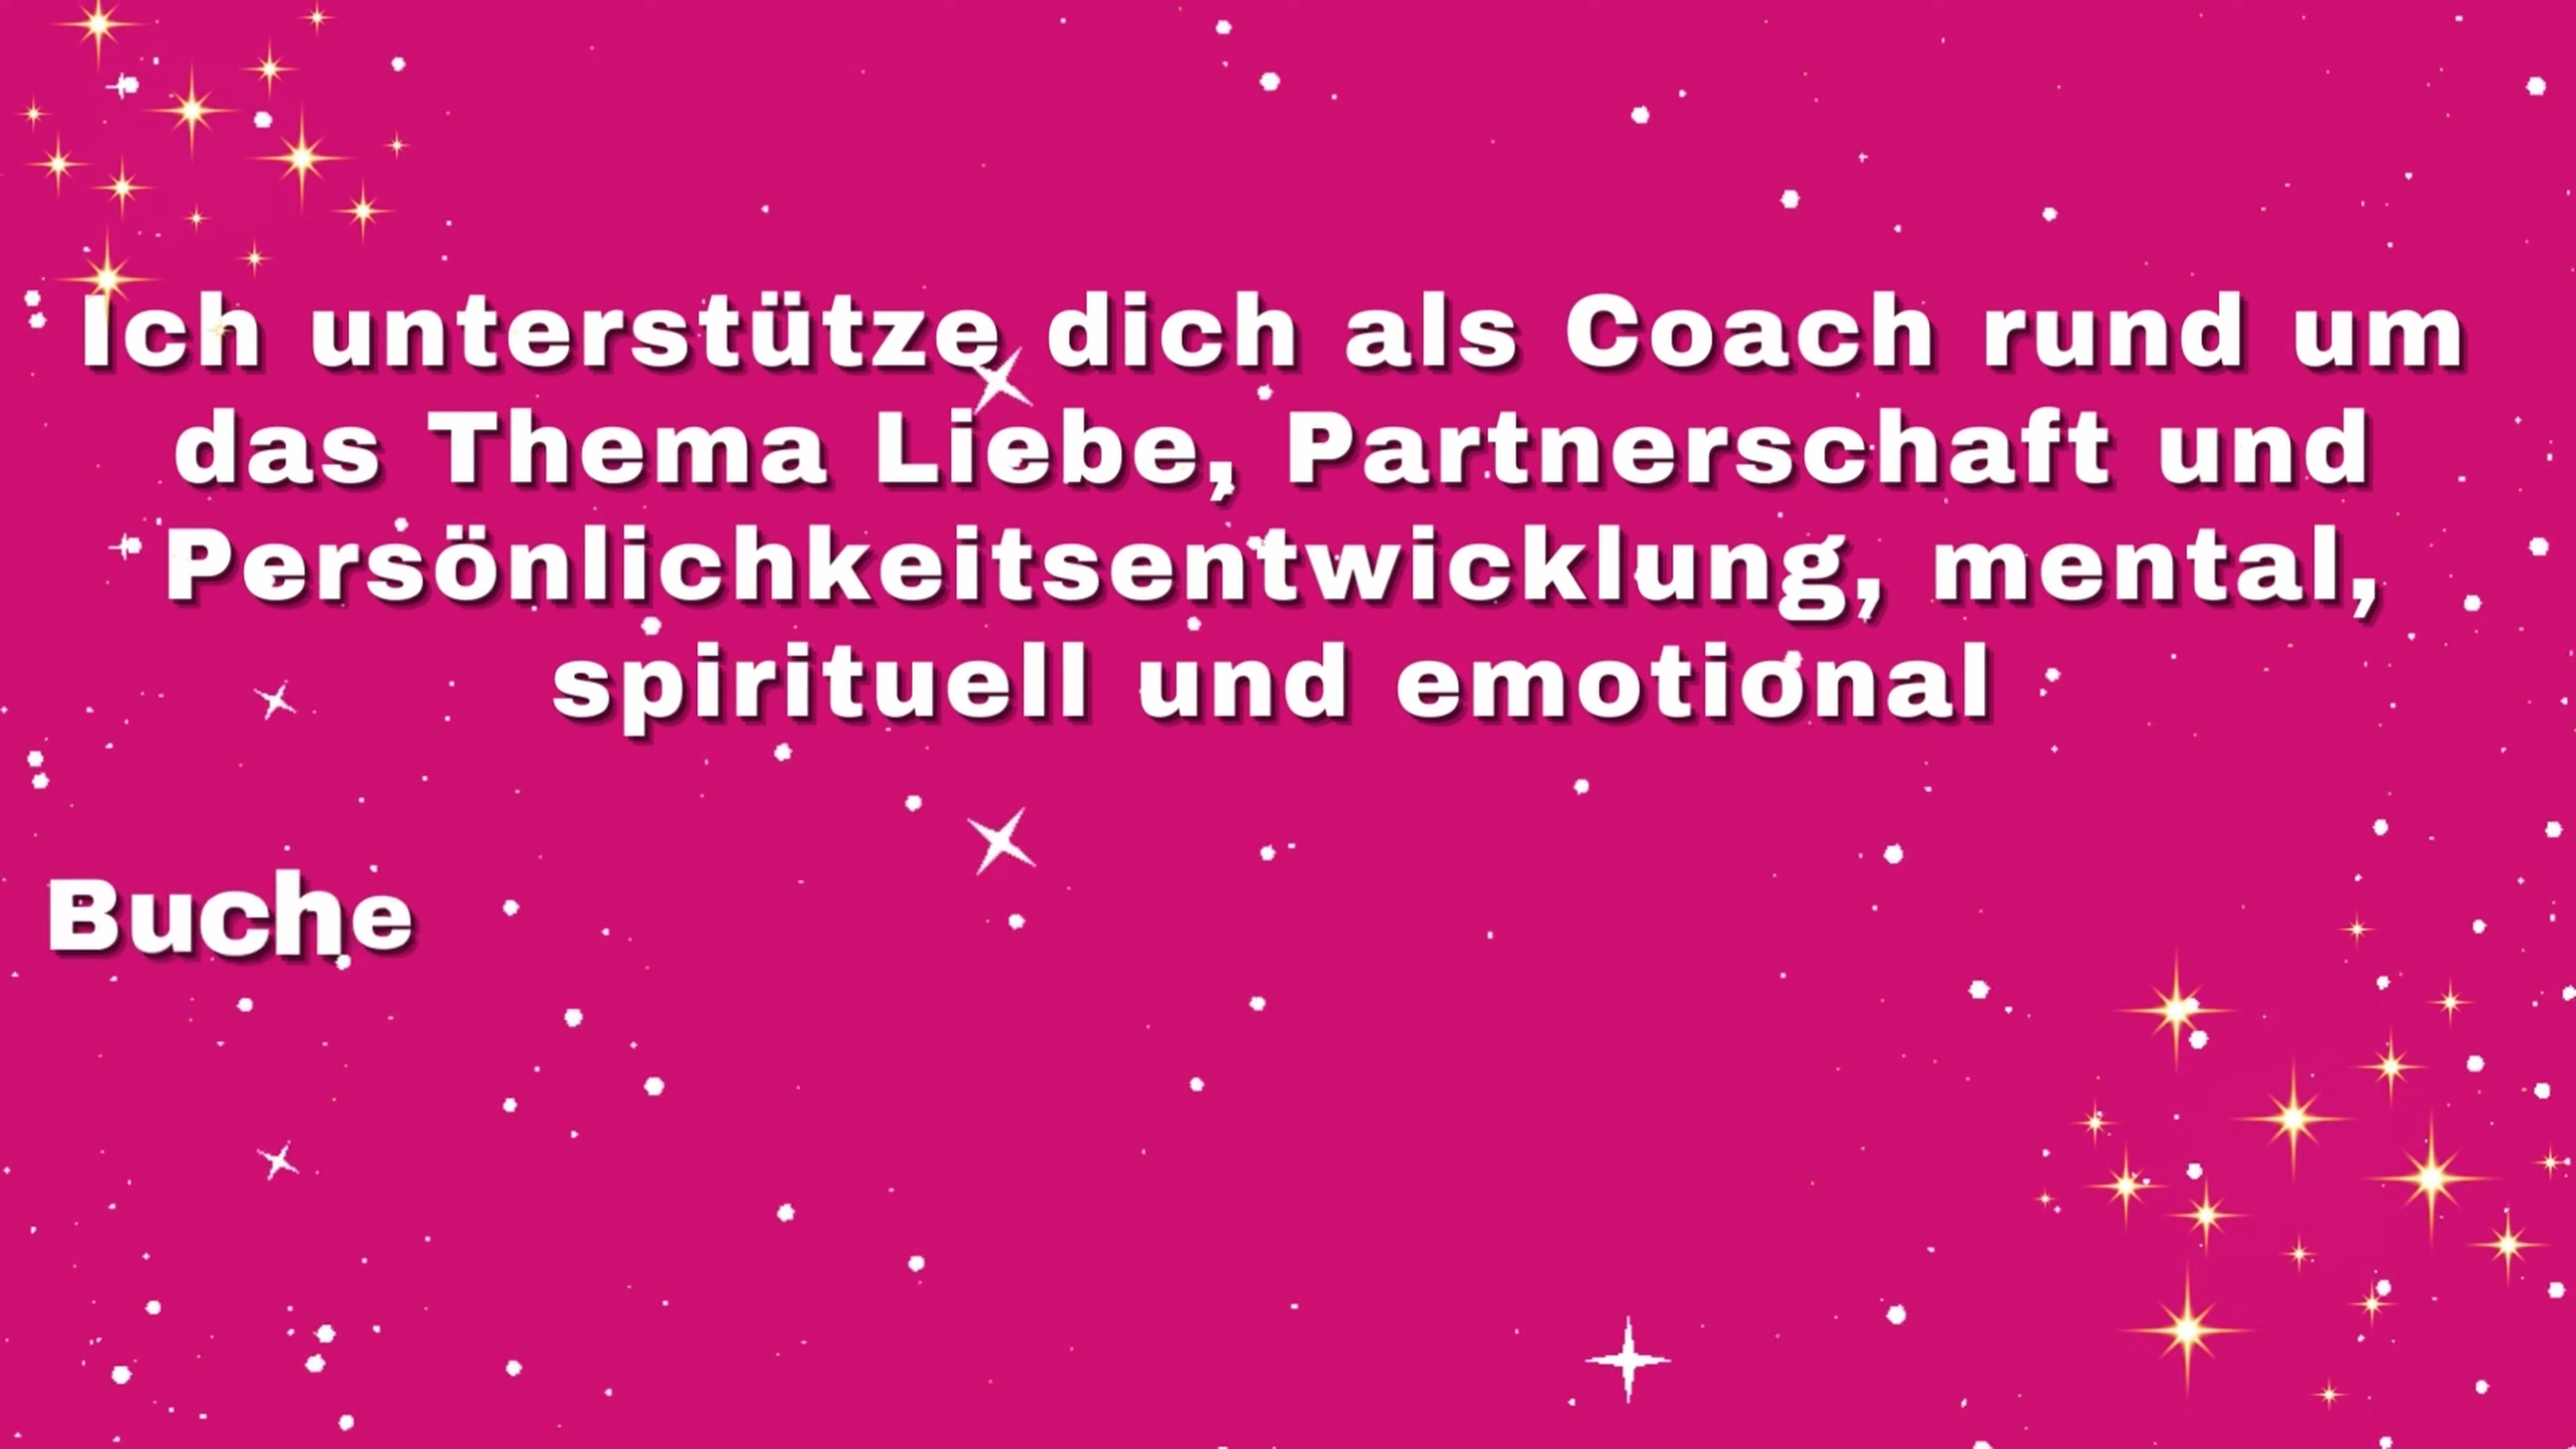 Ich unterstütze dich als Coach rund um
das Thema Liebe, Partnerschaft und
Persönlichkeitsentwicklung, mental,
spirituell und emotional
Buche